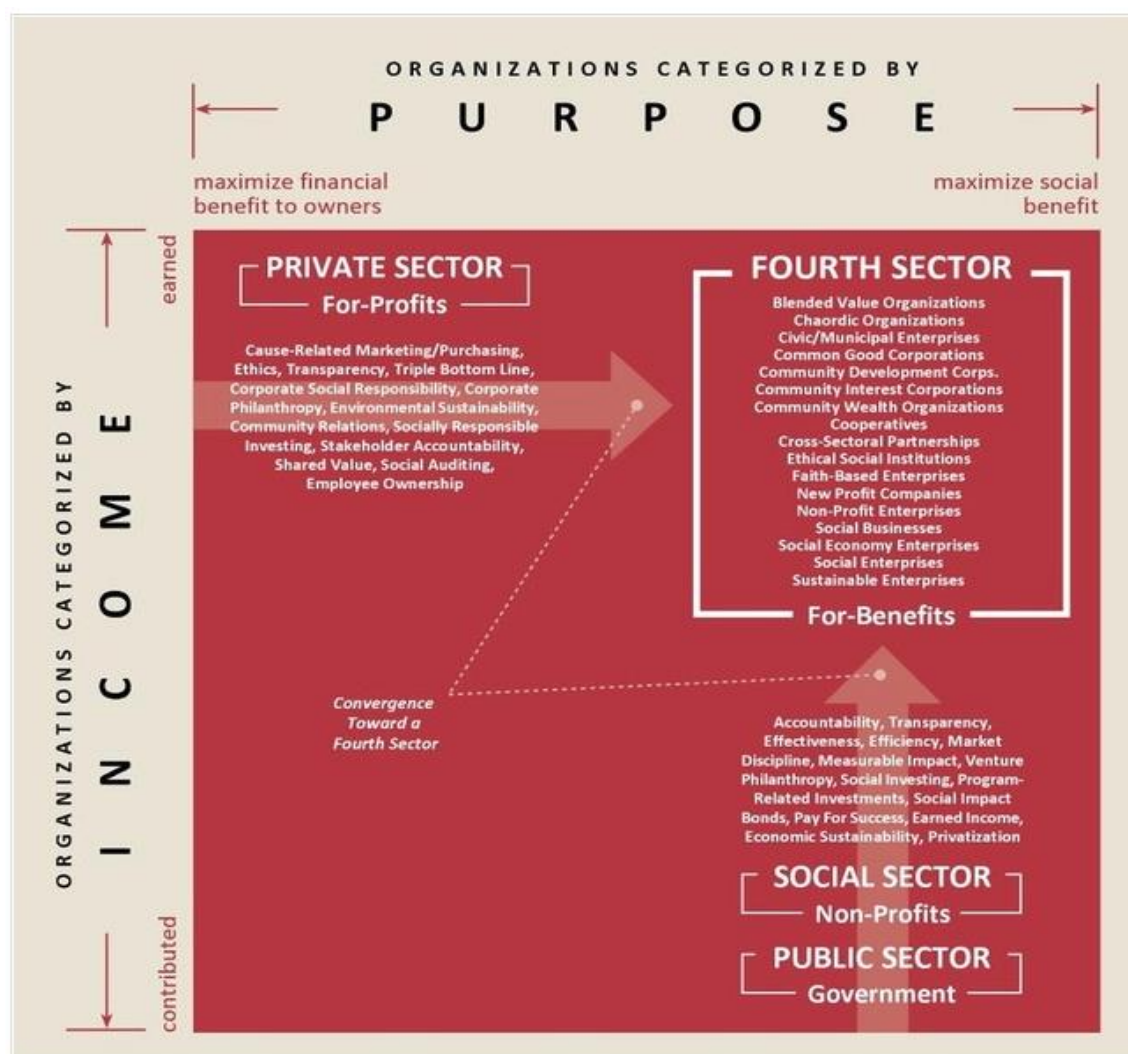 ORGANIZATIONS CATEGORIZED BY
PURPOSE
maximize financial
benefit to owners
maximize social
benefit
ORGANIZATIONS CATEGORIZED BY
INCOME
earned
contributed
PRIVATE SECTOR
For-Profits
Cause-Related Marketing/Purchasing,
Ethics, Transparency, Triple Bottom Line,
Corporate Social Responsibility, Corporate
Philanthropy, Environmental Sustainability,
Community Relations, Socially Responsible
Investing, Stakeholder Accountability,
Shared Value, Social Auditing,
Employee Ownership
FOURTH SECTOR
Blended Value Organizations
Chaordic Organizations
Civic/Municipal Enterprises
Common Good Corporations
Community Development Corps.
Community Interest Corporations
Community Wealth Organizations
Cooperatives
Cross-Sectoral Partnerships
Ethical Social Institutions
Faith-Based Enterprises
New Profit Companies
Non-Profit Enterprises
Social Businesses
Social Economy Enterprises
Social Enterprises
Sustainable Enterprises
For-Benefits
Convergence
Toward a
Fourth Sector
Accountability, Transparency,
Effectiveness, Efficiency, Market
Discipline, Measurable Impact, Venture
Philanthropy, Social Investing, Program-
Related Investments, Social Impact
Bonds, Pay For Success, Earned Income,
Economic Sustainability, Privatization
SOCIAL SECTOR
Non-Profits
PUBLIC SECTOR
Government